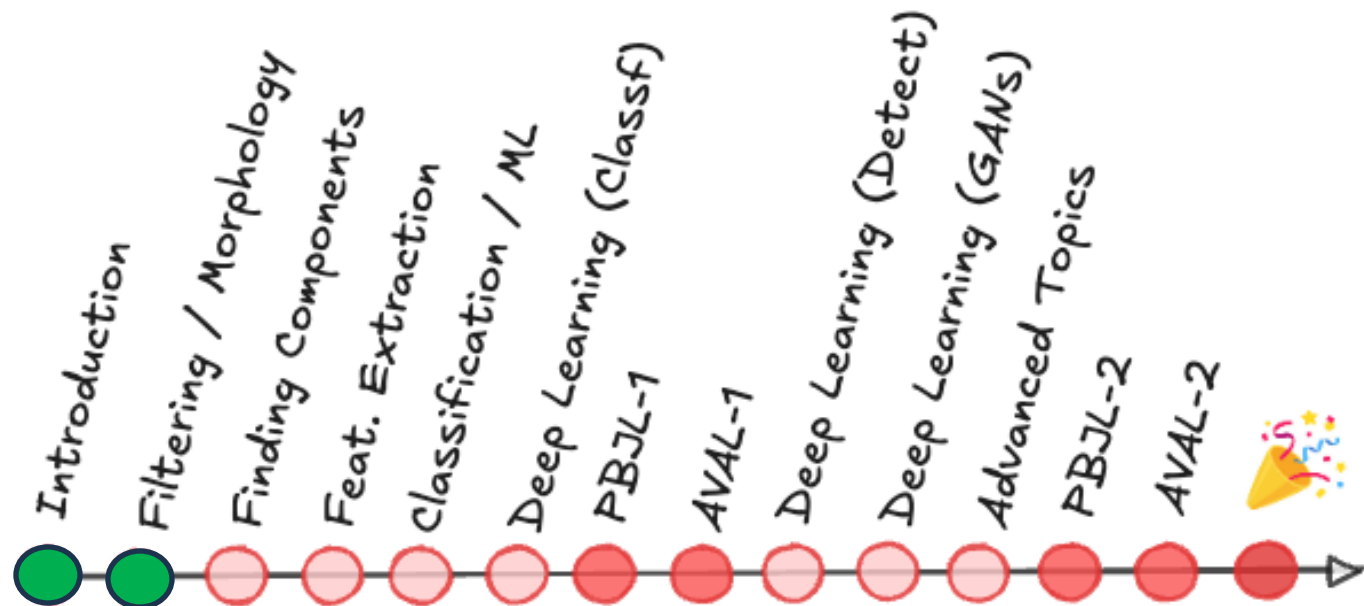 Introduction
Filtering / Morphology
Finding Components
Feat. Extraction
Classification / ML
Deep Learning (Classf)
PBJL-1
AVAL-1
Deep Learning (Detect)
Deep Learning (GANs)
Advanced Topics
PBJL-2
AVAL-2